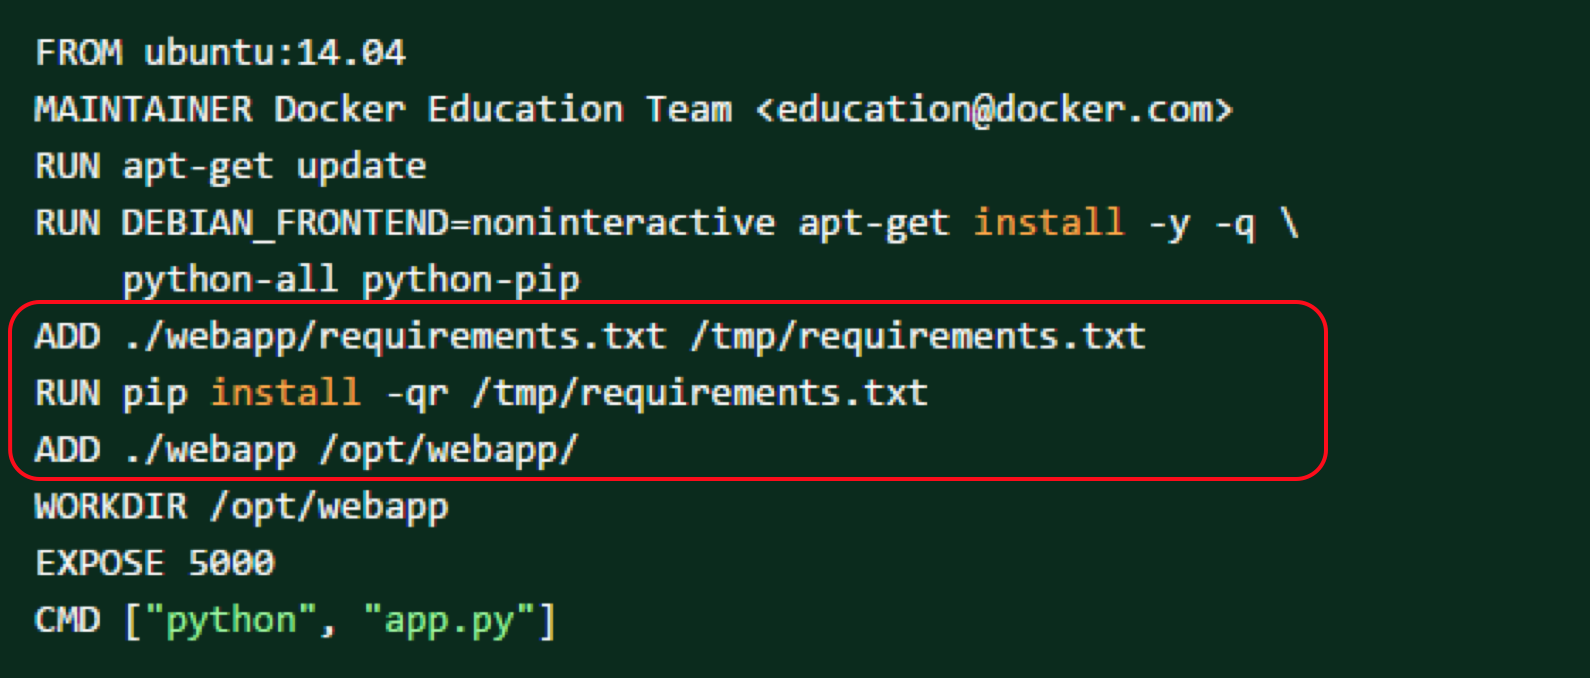 FROM ubuntu:14.04
MAINTAINER Docker Education Team <education@docker.com>
RUN apt-get update
RUN DEBIAN_FRONTEND=noninteractive apt-get install -y -q \
    python-all python-pip
ADD ./webapp/requirements.txt /tmp/requirements.txt
RUN pip install -qr /tmp/requirements.txt
ADD ./webapp /opt/webapp/
WORKDIR /opt/webapp
EXPOSE 5000
CMD ["python", "app.py"]